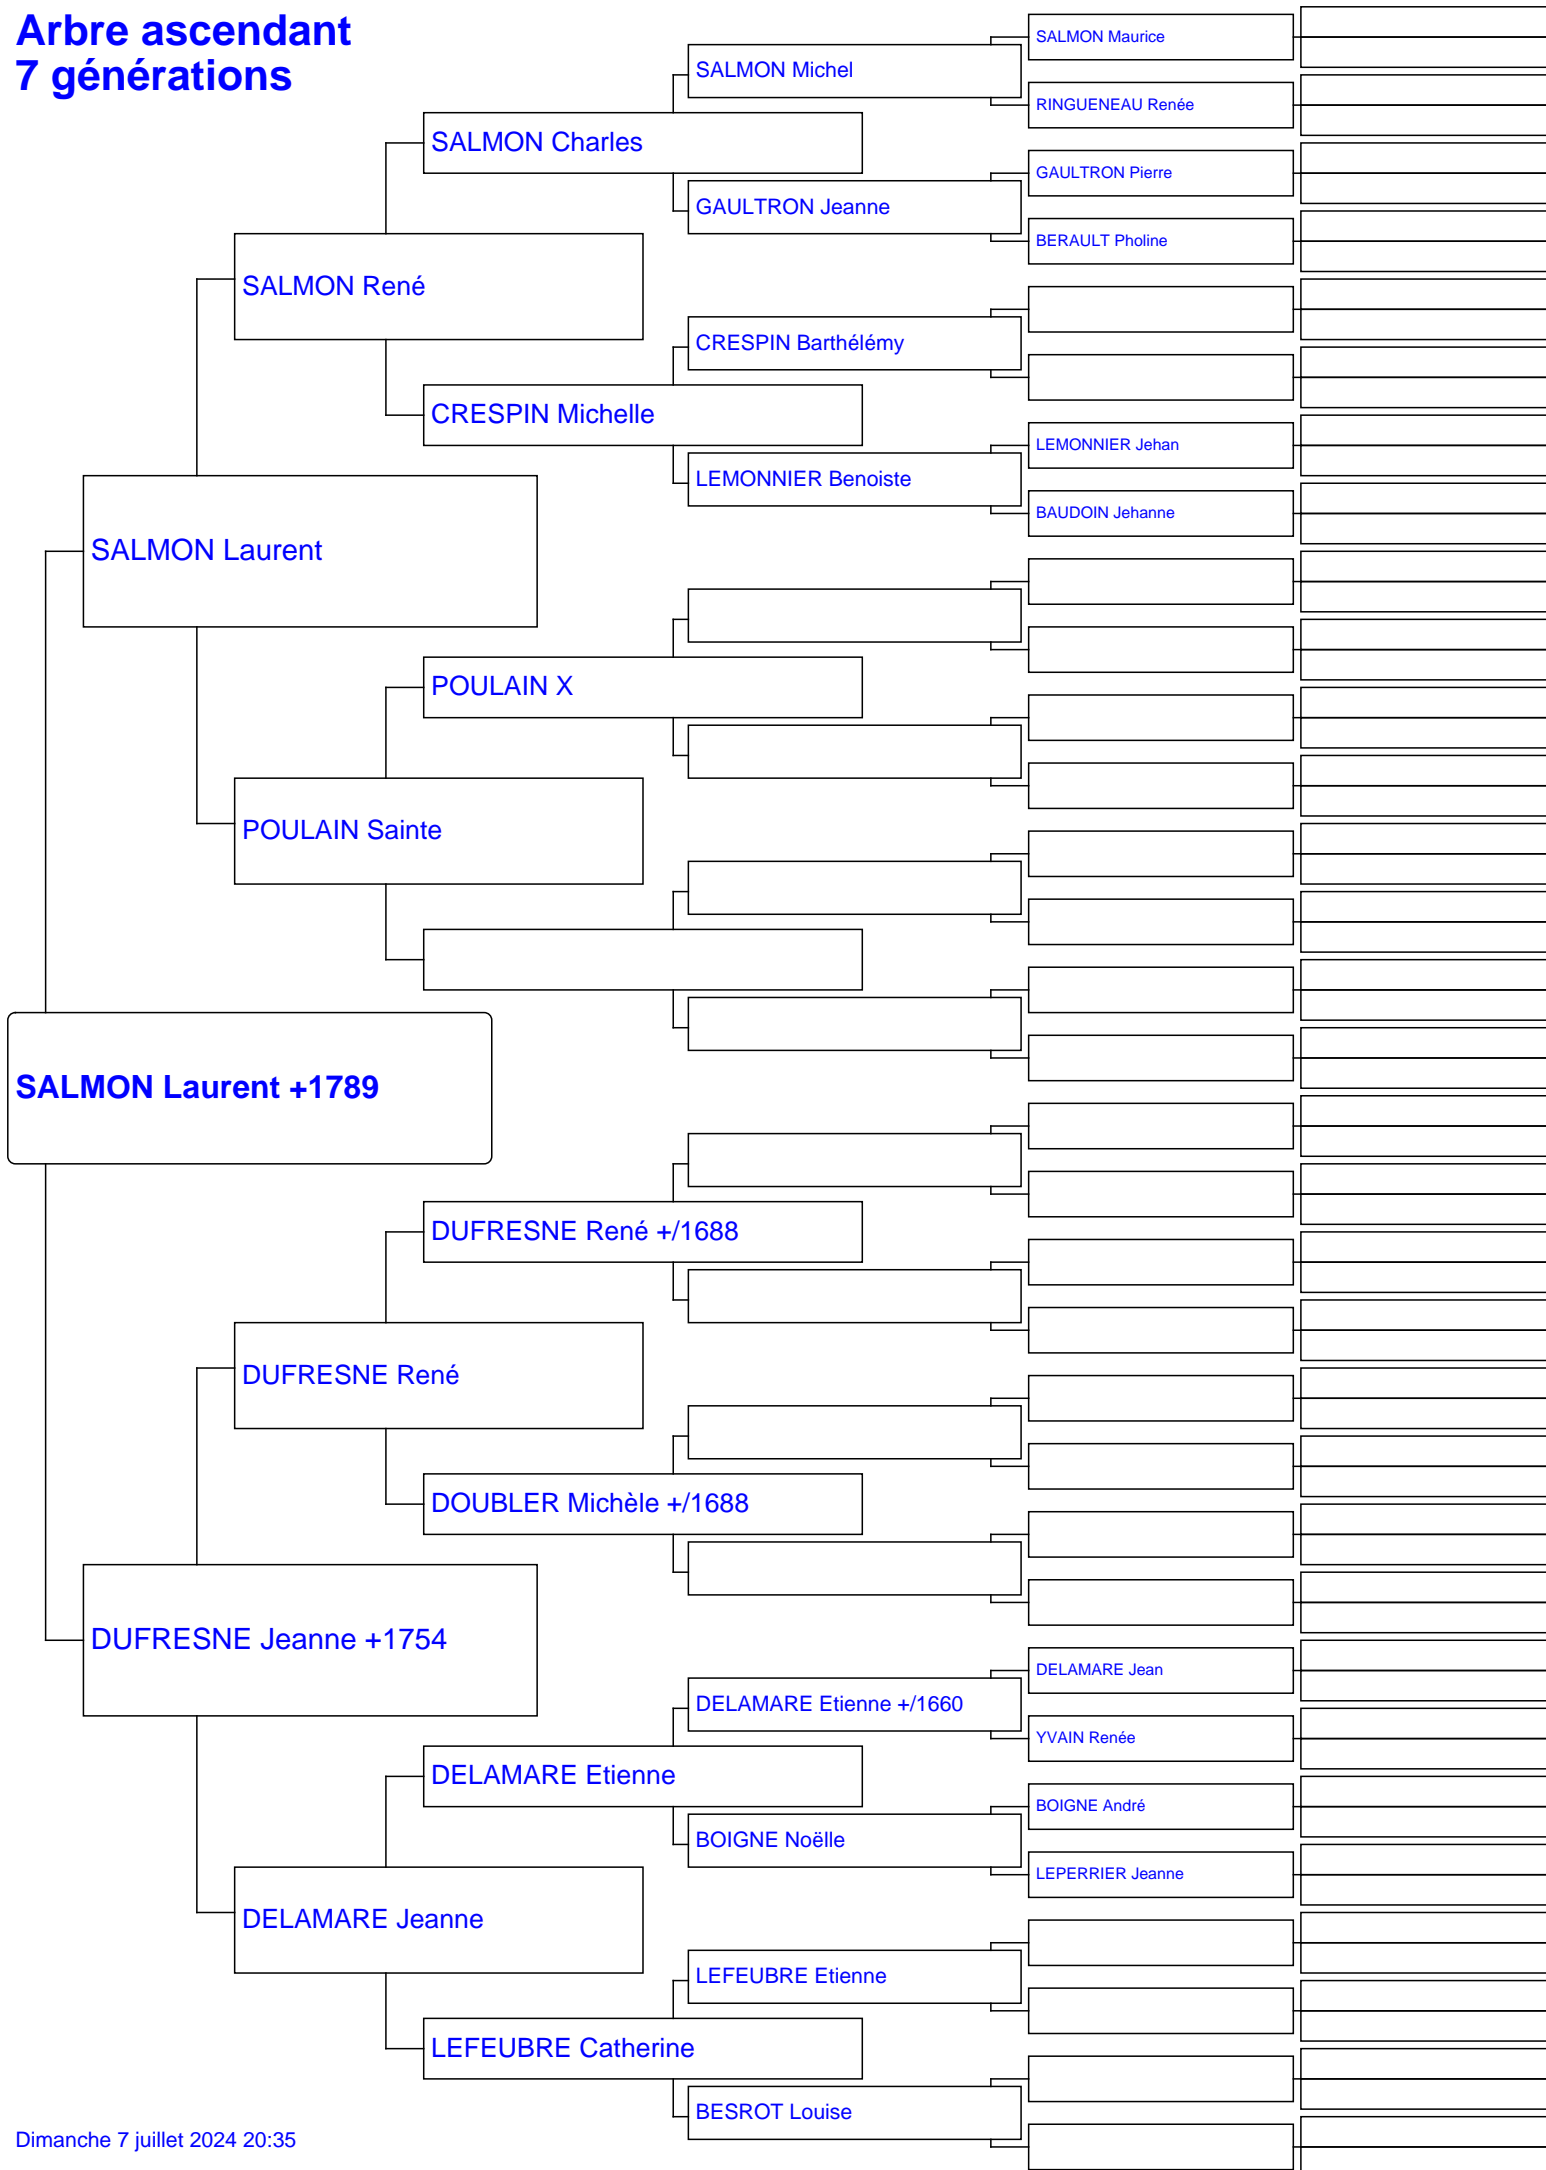 Arbre ascendant
7 générations
SALMON Maurice
SALMON Michel
RINGUENEAU Renée
SALMON Charles
GAULTRON Pierre
GAULTRON Jeanne
BERAULT Pholine
SALMON René
CRESPIN Barthélémy
CRESPIN Michelle
LEMONNIER Jehan
LEMONNIER Benoiste
BAUDOIN Jehanne
SALMON Laurent
POULAIN X
POULAIN Sainte
SALMON Laurent +1789
DUFRESNE René +/1688
DUFRESNE René
DOUBLER Michèle +/1688
DUFRESNE Jeanne +1754
DELAMARE Jean
DELAMARE Etienne +/1660
YVAIN Renée
DELAMARE Etienne
BOIGNE André
BOIGNE Noëlle
LEPERRIER Jeanne
DELAMARE Jeanne
LEFEUBRE Etienne
LEFEUBRE Catherine
BESROT Louise
Dimanche 7 juillet 2024 20:35